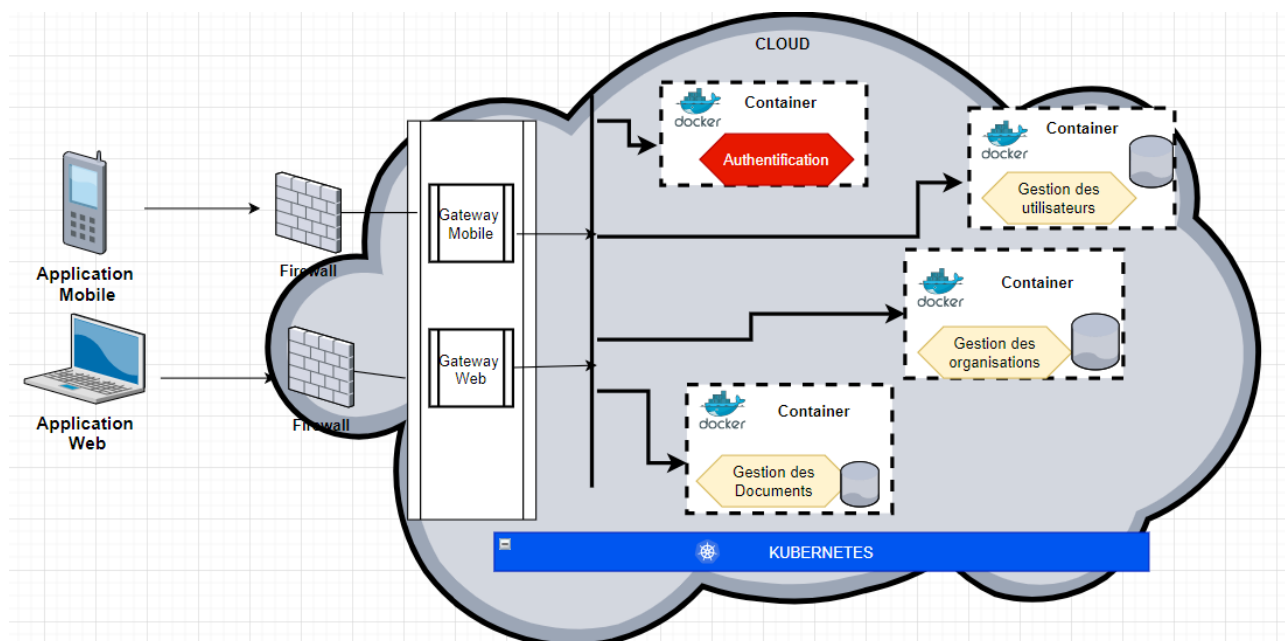 CLOUD
Container
docker
Authentification
Container
docker
Gestion des
utilisateurs
Application
Mobile
Firewall
Gateway
Mobile
Container
docker
Gestion des
organisations
Application
Web
Firewall
Gateway
Web
Container
docker
Gestion des
Documents
KUBERNETES